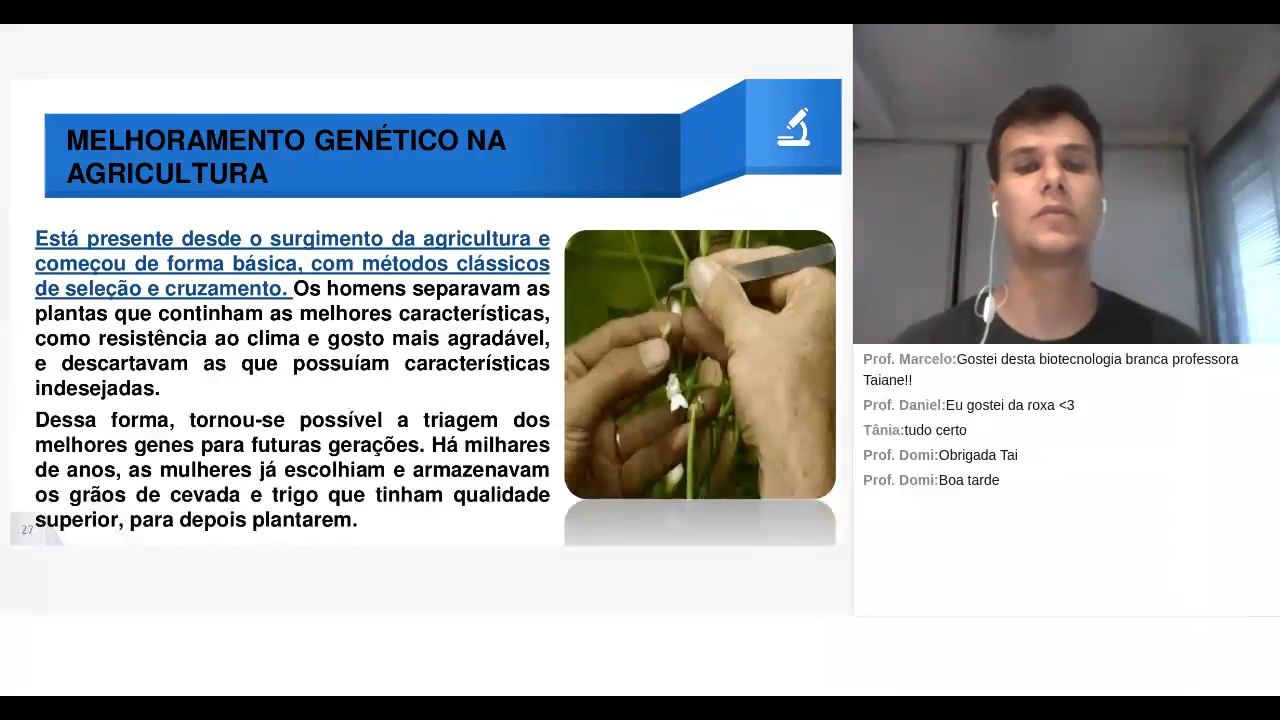 MELHORAMENTO GENÉTICO NA
AGRICULTURA
Está presente desde o surgimento da agricultura e
começou de forma básica, com métodos clássicos
de seleção e cruzamento. Os homens separavam as
plantas que continham as melhores características,
como resistência ao clima e gosto mais agradável,
e descartavam as que possuíam características
indesejadas.
Dessa forma, tornou-se possível a triagem dos
melhores genes para futuras gerações. Há milhares
de anos, as mulheres já escolhiam e armazenavam
os grãos de cevada e trigo que tinham qualidade
superior, para depois plantarem.
27
Prof. Marcelo:Gostei desta biotecnologia branca professora
Taiane!!
Prof. Daniel:Eu gostei da roxa <3
Tânia:tudo certo
Prof. Domi:Obrigada Tai
Prof. Domi:Boa tarde